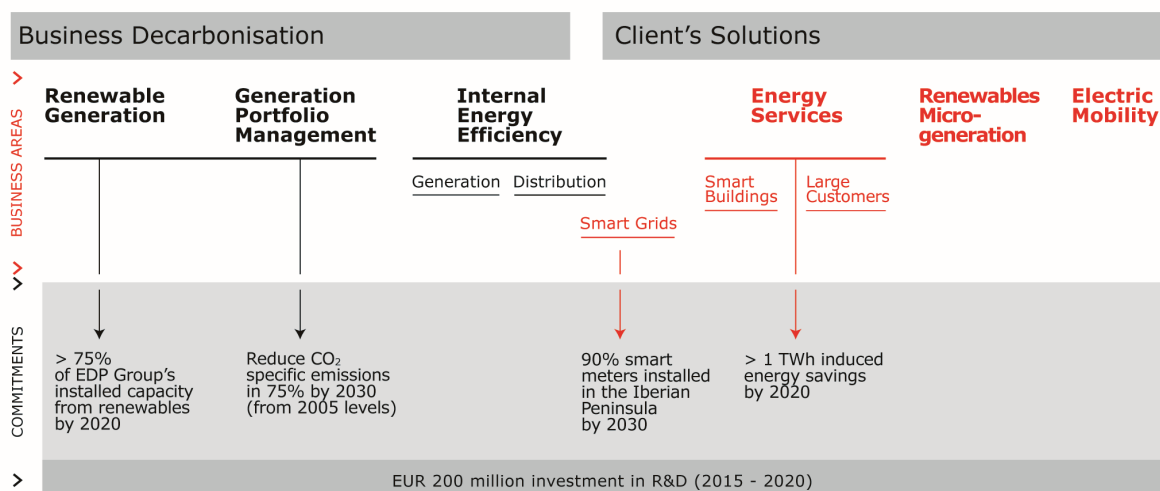 Business Decarbonisation
Client's Solutions
BUSINESS AREAS
Renewable
Generation
Generation
Portfolio
Management
Internal
Energy
Efficiency
Generation
Distribution
Smart Grids
Energy
Services
Smart
Buildings
Large
Customers
Renewables
Micro-
generation
Electric
Mobility
COMMITMENTS
> 75%
of EDP Group's
installed capacity
from renewables
by 2020
Reduce CO₂
specific emissions
in 75% by 2030
(from 2005 levels)
90% smart
meters installed
in the Iberian
Peninsula
by 2030
> 1 TWh induced
energy savings
by 2020
EUR 200 million investment in R&D (2015 - 2020)